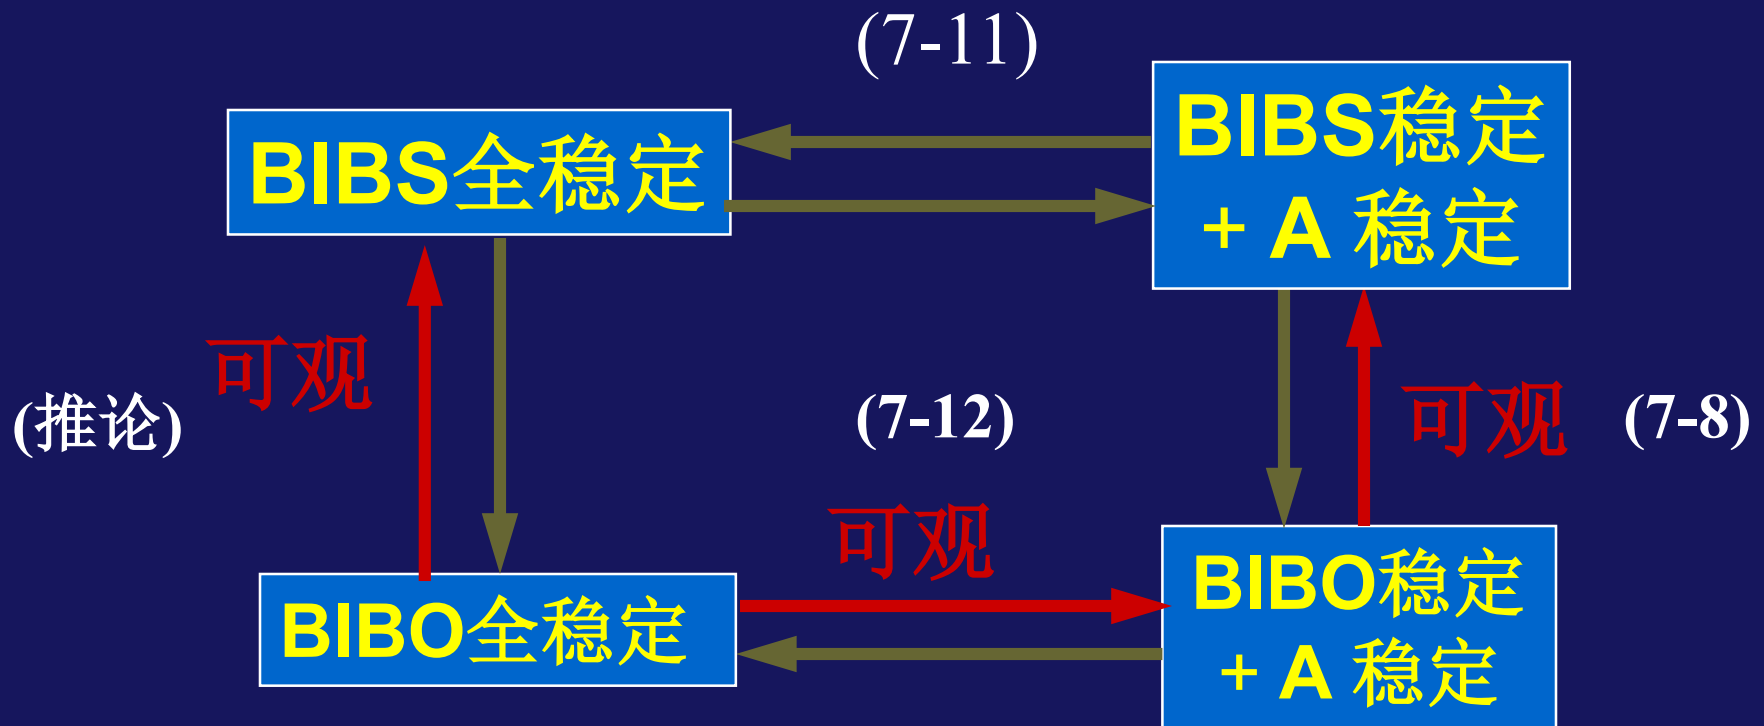 (7-11)
BIBS全稳定
BIBS稳定
+ A 稳定
可观
(推论)
(7-12)
可观
(7-8)
可观
BIBO全稳定
BIBO稳定
+ A 稳定